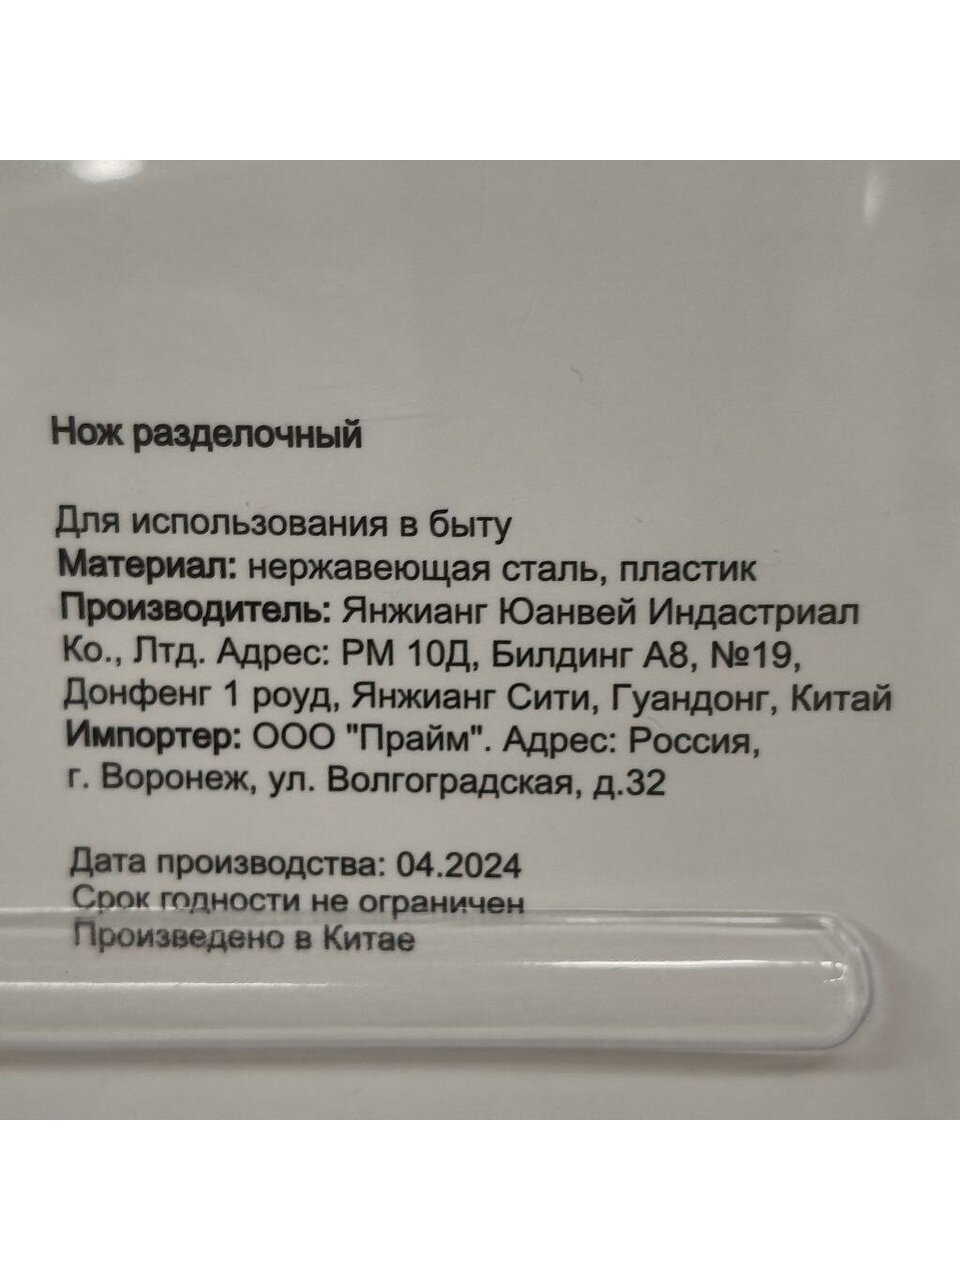 Нож разделочный
Для использования в быту
Материал: нержавеющая сталь, пластик
Производитель: Янжианг Юанвей Индастриал
Ко., Лтд. Адрес: РМ 10Д, Билдинг А8, №19,
Донфенг 1 роуд, Янжианг Сити, Гуандонг, Китай
Импортер: ООО "Прайм". Адрес: Россия,
г. Воронеж, ул. Волгоградская, д.32
Дата производства: 04.2024
Срок годности не ограничен
Произведено в Китае